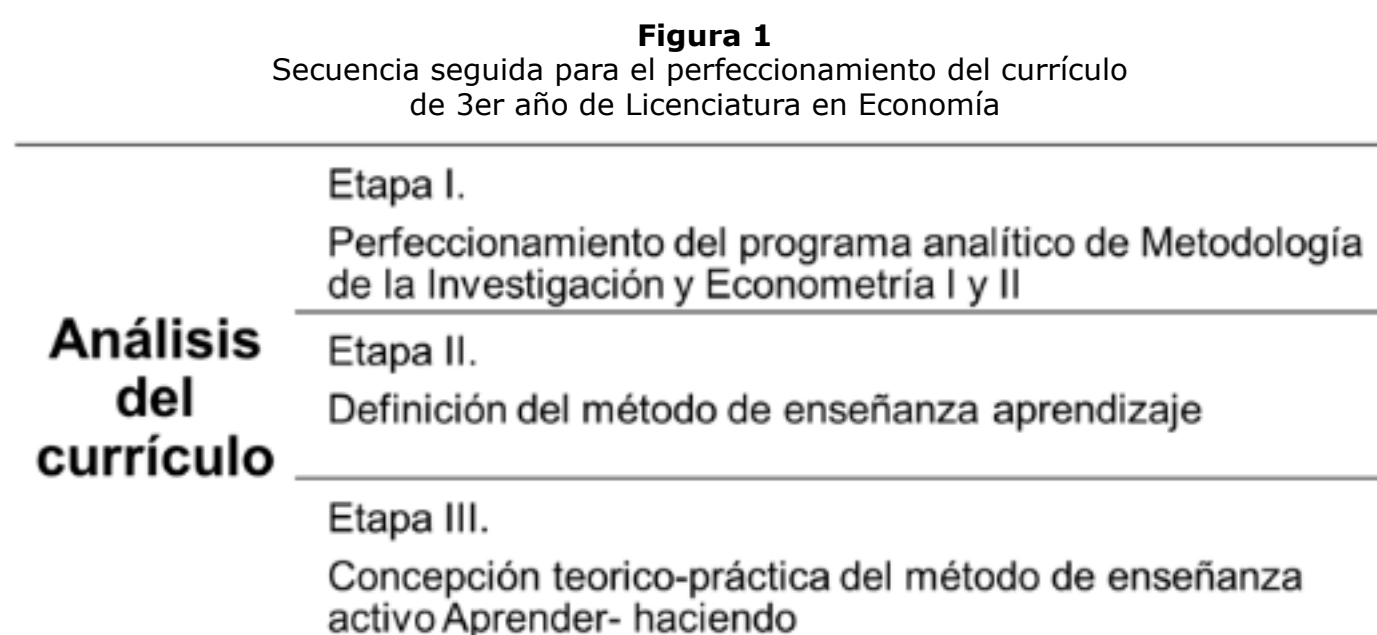 Figura 1
Secuencia seguida para el perfeccionamiento del currículo
de 3er año de Licenciatura en Economía
Análisis
del
currículo
Etapa I.
Perfeccionamiento del programa analítico de Metodología
de la Investigación y Econometría I y II
Etapa II.
Definición del método de enseñanza aprendizaje
Etapa III.
Concepción teorico-práctica del método de enseñanza
activo Aprender- haciendo